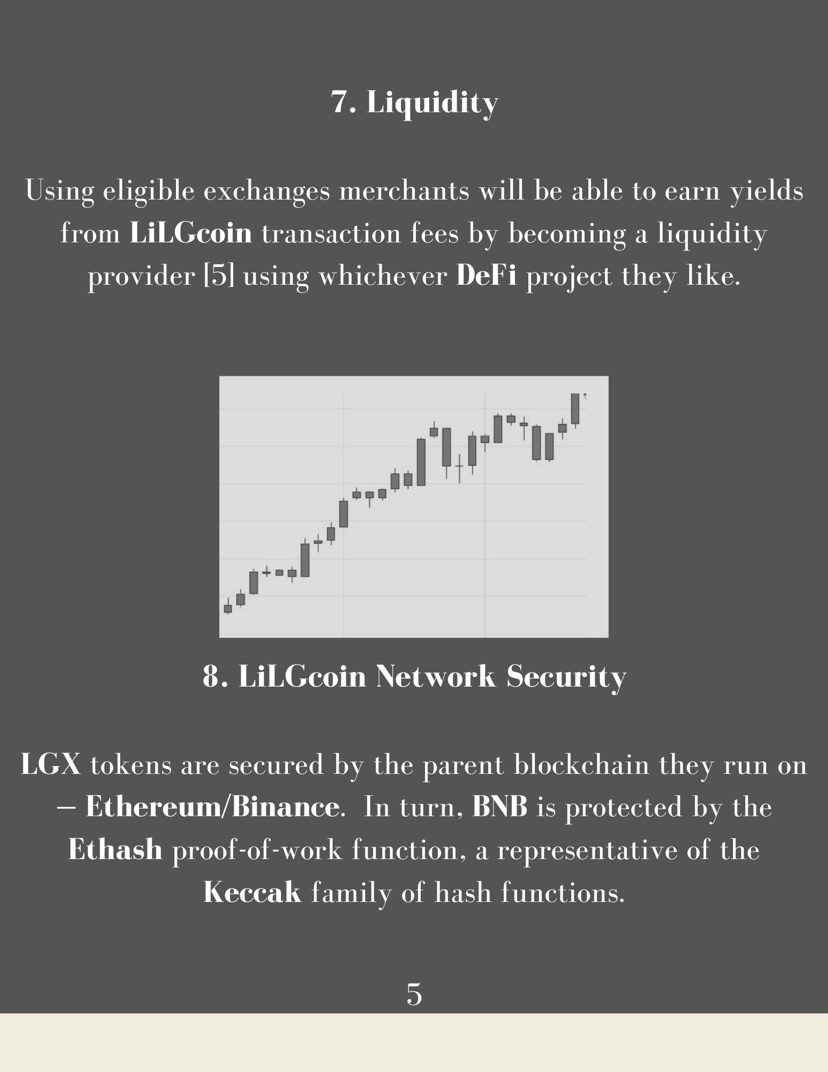 7. Liquidity
Using eligible exchanges merchants will be able to earn yields
from LiLGcoin transaction fees by becoming a liquidity
provider [5] using whichever DeFi project they like.
8. LiLGcoin Network Security
LGX tokens are secured by the parent blockchain they run on
– Ethereum/Binance.  In turn, BNB is protected by the
Ethash proof-of-work function, a representative of the
Keccak family of hash functions.
5